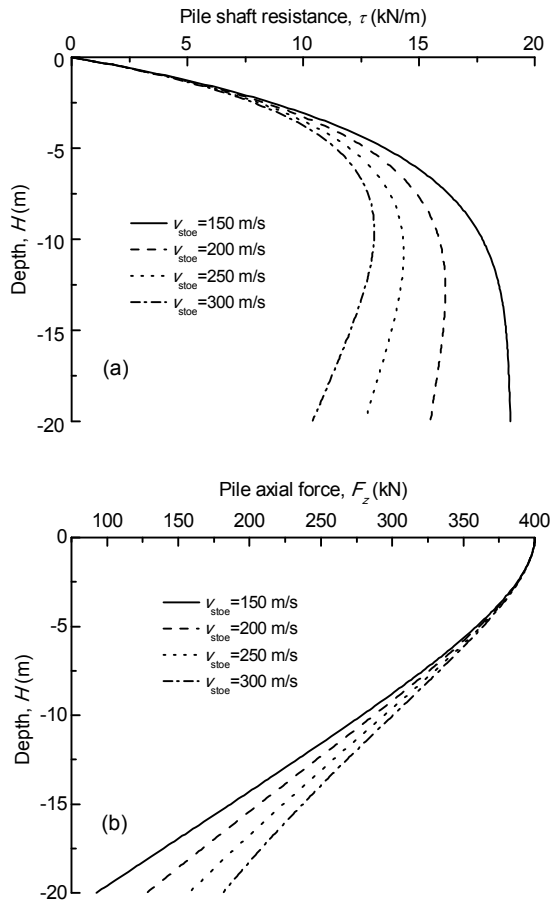 Pile shaft resistance, τ (kN/m)
0 5 10 15 20
0
-5
-10
-15
-20
Depth, H (m)
v_stoe=150 m/s
v_stoe=200 m/s
v_stoe=250 m/s
v_stoe=300 m/s
(a)
Pile axial force, F_z (kN)
100 150 200 250 300 350 400
0
-5
-10
-15
-20
Depth, H (m)
v_stoe=150 m/s
v_stoe=200 m/s
v_stoe=250 m/s
v_stoe=300 m/s
(b)